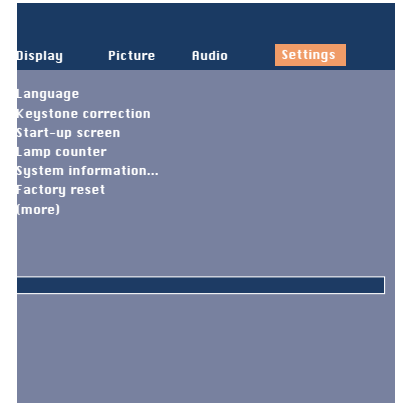 Display Picture Audio Settings
Language
Keystone correction
Start-up screen
Lamp counter
System information...
Factory reset
(more)